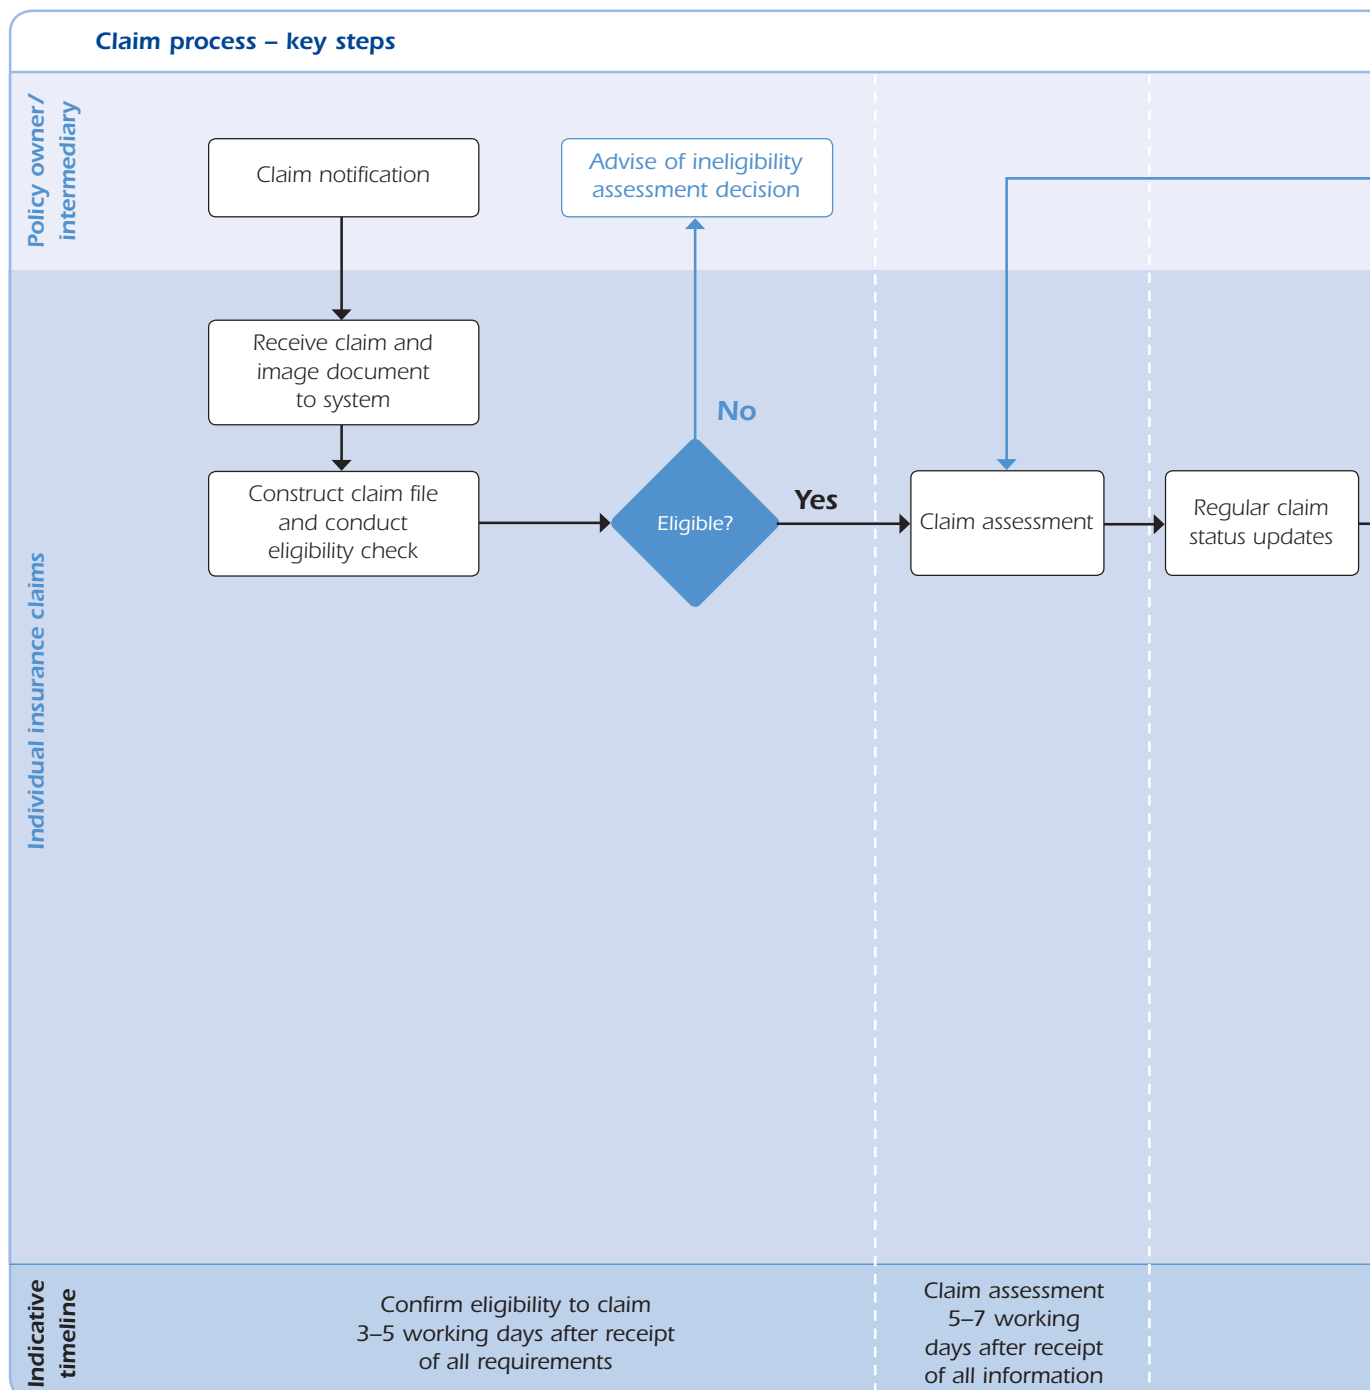 Claim process – key steps
Policy owner/
intermediary
Claim notification
Advise of ineligibility
assessment decision
Individual insurance claims
Receive claim and
image document
to system
No
Construct claim file
and conduct
eligibility check
Eligible?
Yes
Claim assessment
Regular claim
status updates
Indicative
timeline
Confirm eligibility to claim
3–5 working days after receipt
of all requirements
Claim assessment
5–7 working
days after receipt
of all information